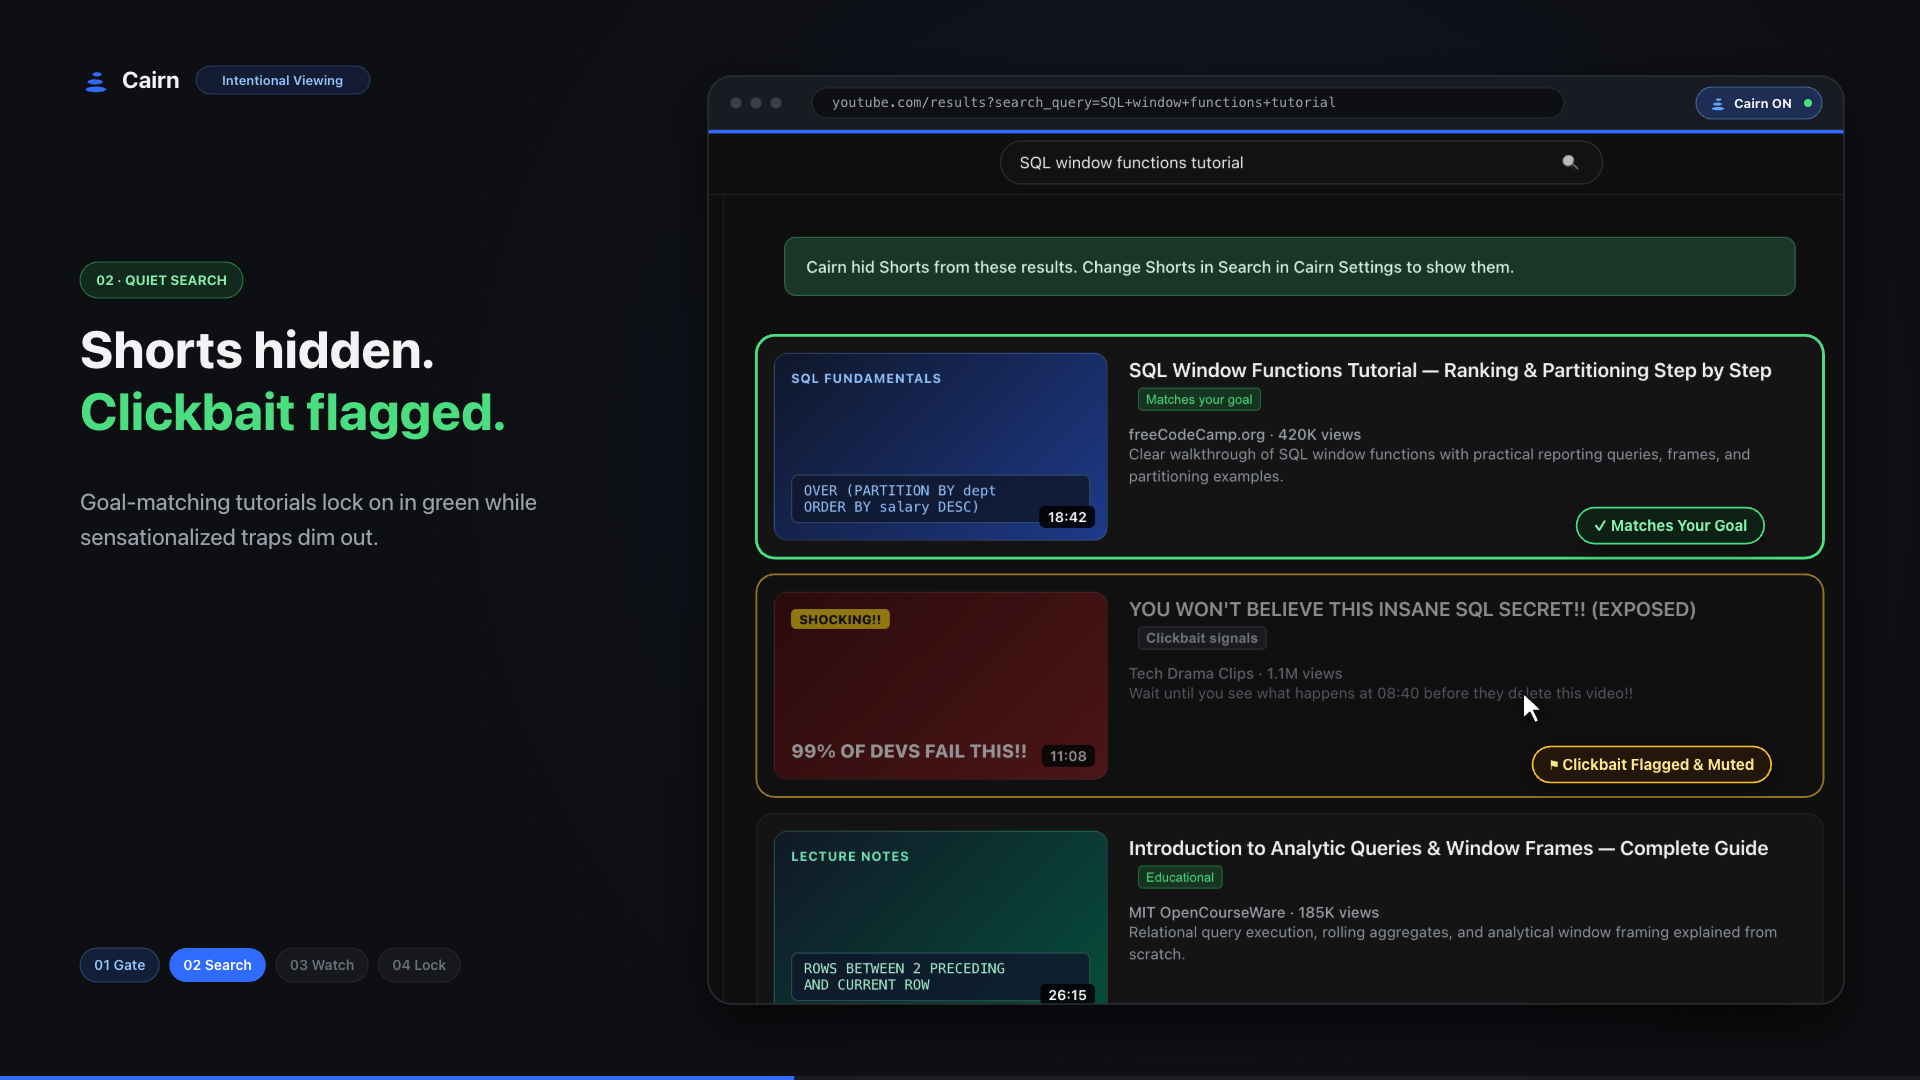 Cairn
Intentional Viewing
02 · QUIET SEARCH
Shorts hidden.
Clickbait flagged.
Goal-matching tutorials lock on in green while
sensationalized traps dim out.
01 Gate
02 Search
03 Watch
04 Lock
youtube.com/results?search_query=SQL+window+functions+tutorial
Cairn ON
SQL window functions tutorial
Cairn hid Shorts from these results. Change Shorts in Search in Cairn Settings to show them.
SQL FUNDAMENTALS
OVER (PARTITION BY dept
ORDER BY salary DESC)
18:42
SQL Window Functions Tutorial — Ranking & Partitioning Step by Step
Matches your goal
freeCodeCamp.org · 420K views
Clear walkthrough of SQL window functions with practical reporting queries, frames, and
partitioning examples.
✓ Matches Your Goal
SHOCKING!!
99% OF DEVS FAIL THIS!!
11:08
YOU WON'T BELIEVE THIS INSANE SQL SECRET!! (EXPOSED)
Clickbait signals
Tech Drama Clips · 1.1M views
Wait until you see what happens at 08:40 before they delete this video!!
⚑ Clickbait Flagged & Muted
LECTURE NOTES
ROWS BETWEEN 2 PRECEDING
AND CURRENT ROW
26:15
Introduction to Analytic Queries & Window Frames — Complete Guide
Educational
MIT OpenCourseWare · 185K views
Relational query execution, rolling aggregates, and analytical window framing explained from
scratch.